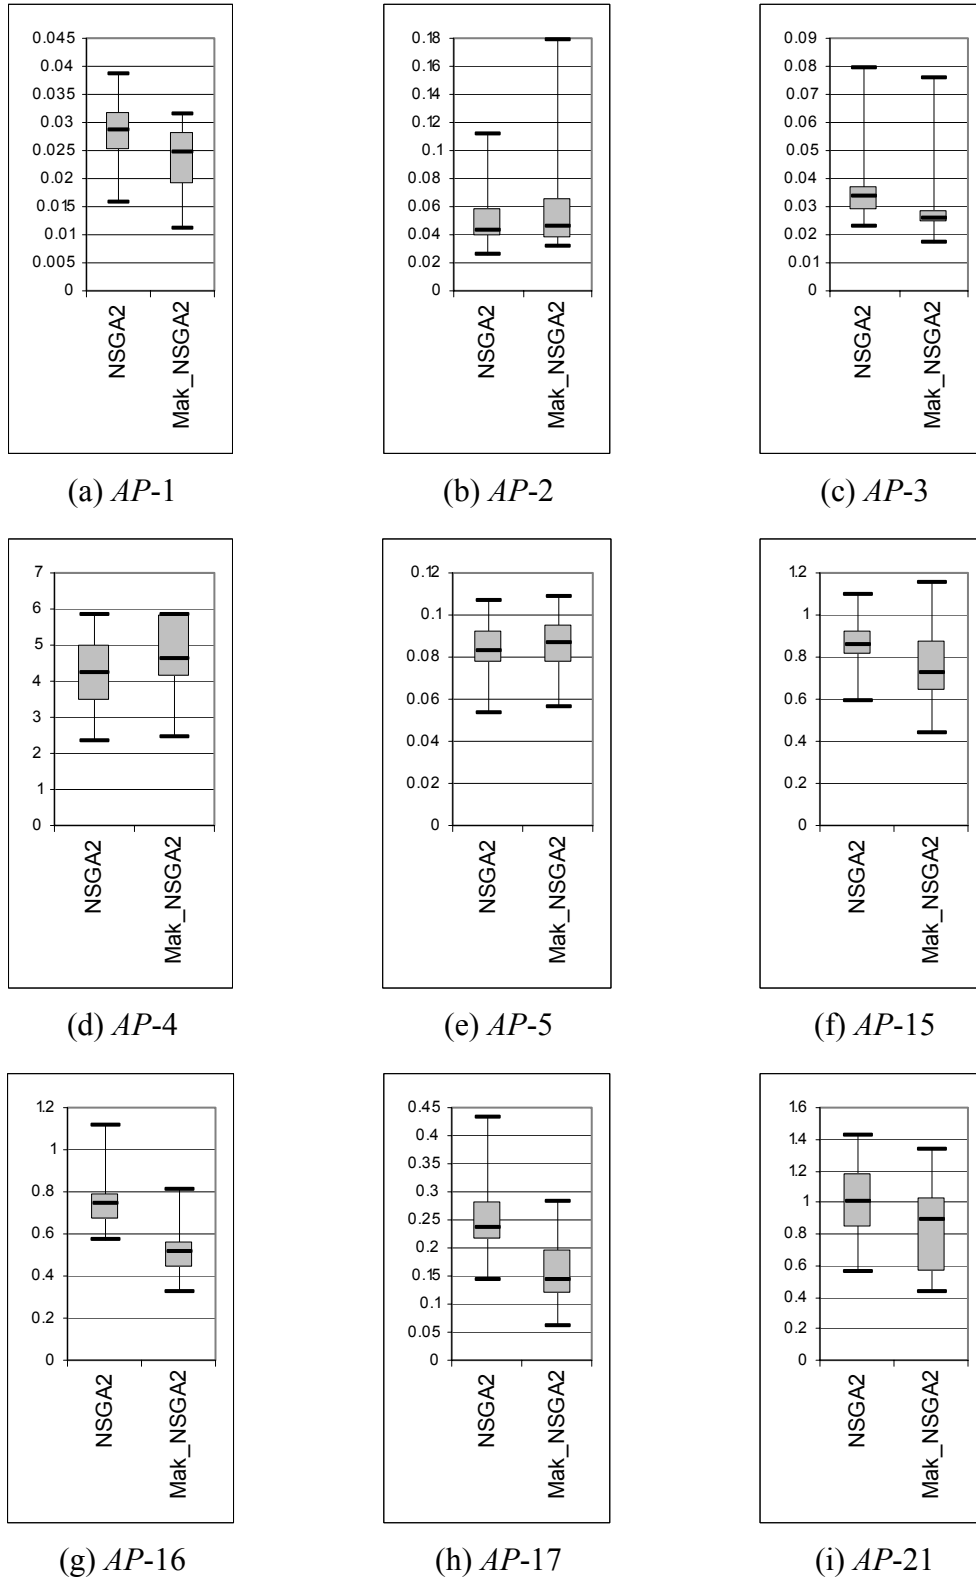 0.045
0.04
0.035
0.03
0.025
0.02
0.015
0.01
0.005
0
NSGA2
Mak_NSGA2
(a) AP-1
0.18
0.16
0.14
0.12
0.1
0.08
0.06
0.04
0.02
0
NSGA2
Mak_NSGA2
(b) AP-2
0.09
0.08
0.07
0.06
0.05
0.04
0.03
0.02
0.01
0
NSGA2
Mak_NSGA2
(c) AP-3
7
6
5
4
3
2
1
0
NSGA2
Mak_NSGA2
(d) AP-4
0.12
0.1
0.08
0.06
0.04
0.02
0
NSGA2
Mak_NSGA2
(e) AP-5
1.2
1
0.8
0.6
0.4
0.2
0
NSGA2
Mak_NSGA2
(f) AP-15
1.2
1
0.8
0.6
0.4
0.2
0
NSGA2
Mak_NSGA2
(g) AP-16
0.45
0.4
0.35
0.3
0.25
0.2
0.15
0.1
0.05
0
NSGA2
Mak_NSGA2
(h) AP-17
1.6
1.4
1.2
1
0.8
0.6
0.4
0.2
0
NSGA2
Mak_NSGA2
(i) AP-21